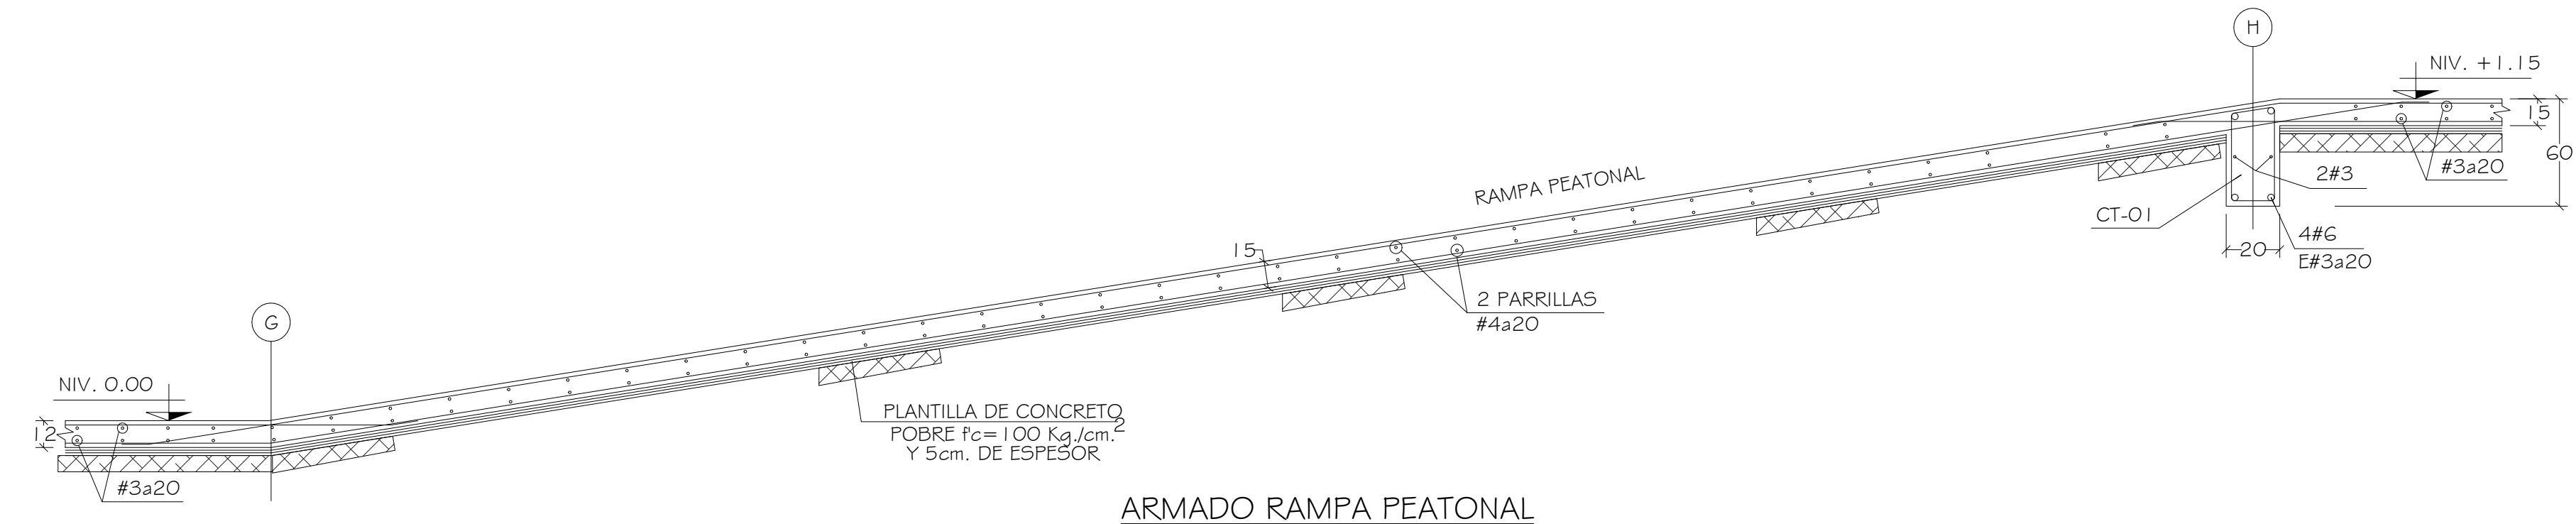 H
NIV. +1.15
15
60
#3a20
2#3
CT-01
4#6
E#3a20
20
RAMPA PEATONAL
15
2 PARRILLAS
#4a20
G
NIV. 0.00
12
#3a20
PLANTILLA DE CONCRETO
POBRE f'c=100 Kg./cm.2
Y 5cm. DE ESPESOR
ARMADO RAMPA PEATONAL